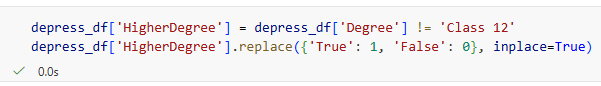 depress_df['HigherDegree'] = depress_df['Degree'] != 'Class 12'
depress_df['HigherDegree'].replace({'True': 1, 'False': 0}, inplace=True)
✓ 0.0s